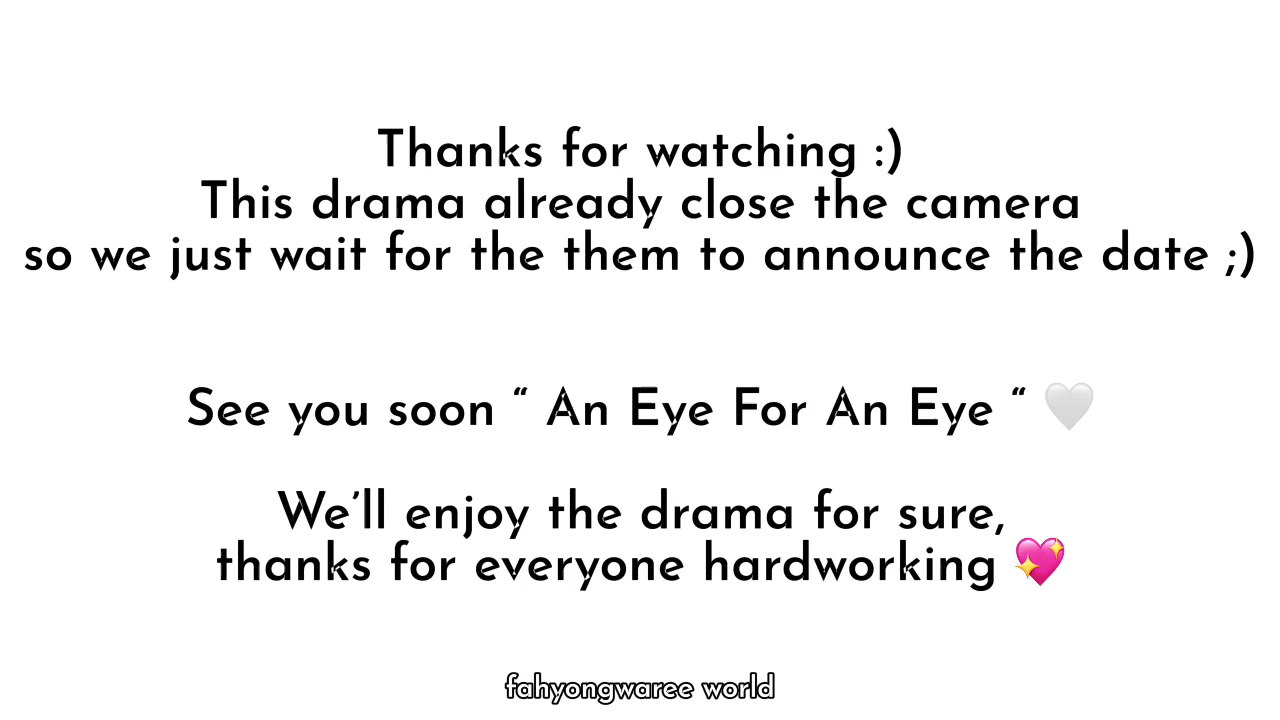 Thanks for watching :)
This drama already close the camera
so we just wait for the them to announce the date ;)
See you soon “ An Eye For An Eye “ 🤍
We’ll enjoy the drama for sure,
thanks for everyone hardworking 💖
fahyongwaree world